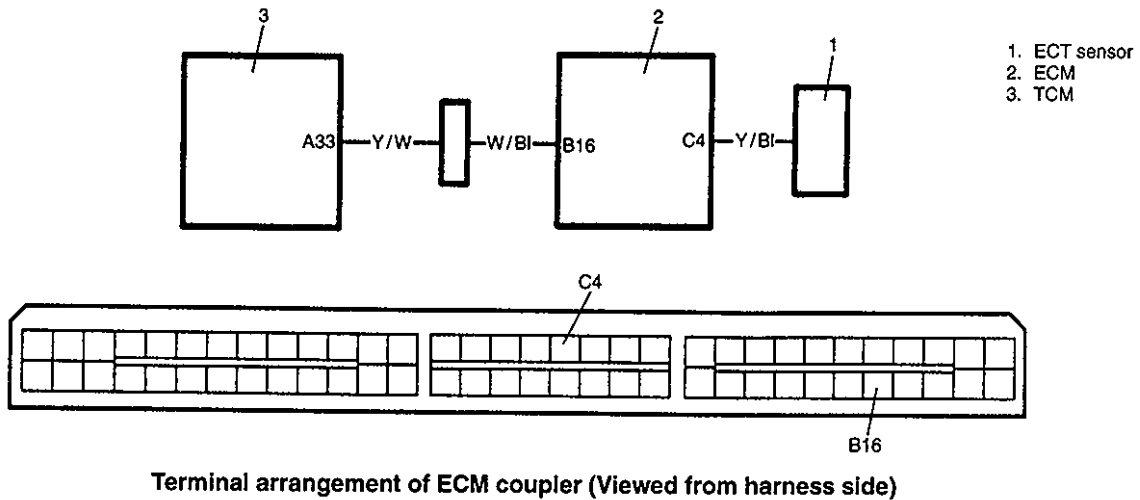 3
2
1
1. ECT sensor
2. ECM
3. TCM
A33 Y/W W/Bl B16 C4 Y/Bl
C4
B16
Terminal arrangement of ECM coupler (Viewed from harness side)